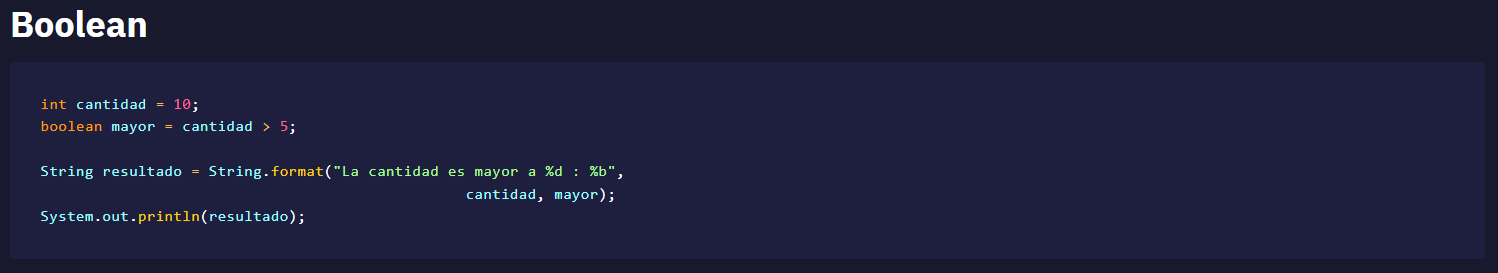 Boolean
int cantidad = 10;
boolean mayor = cantidad > 5;
String resultado = String.format("La cantidad es mayor a %d : %b",
cantidad, mayor);
System.out.println(resultado);